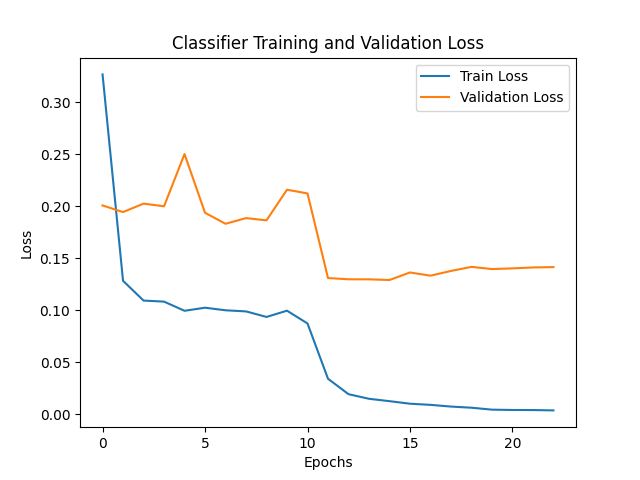 Classifier Training and Validation Loss
Train Loss
Validation Loss
0.30
0.25
0.20
0.15
0.10
0.05
0.00
Loss
0
5
10
15
20
Epochs